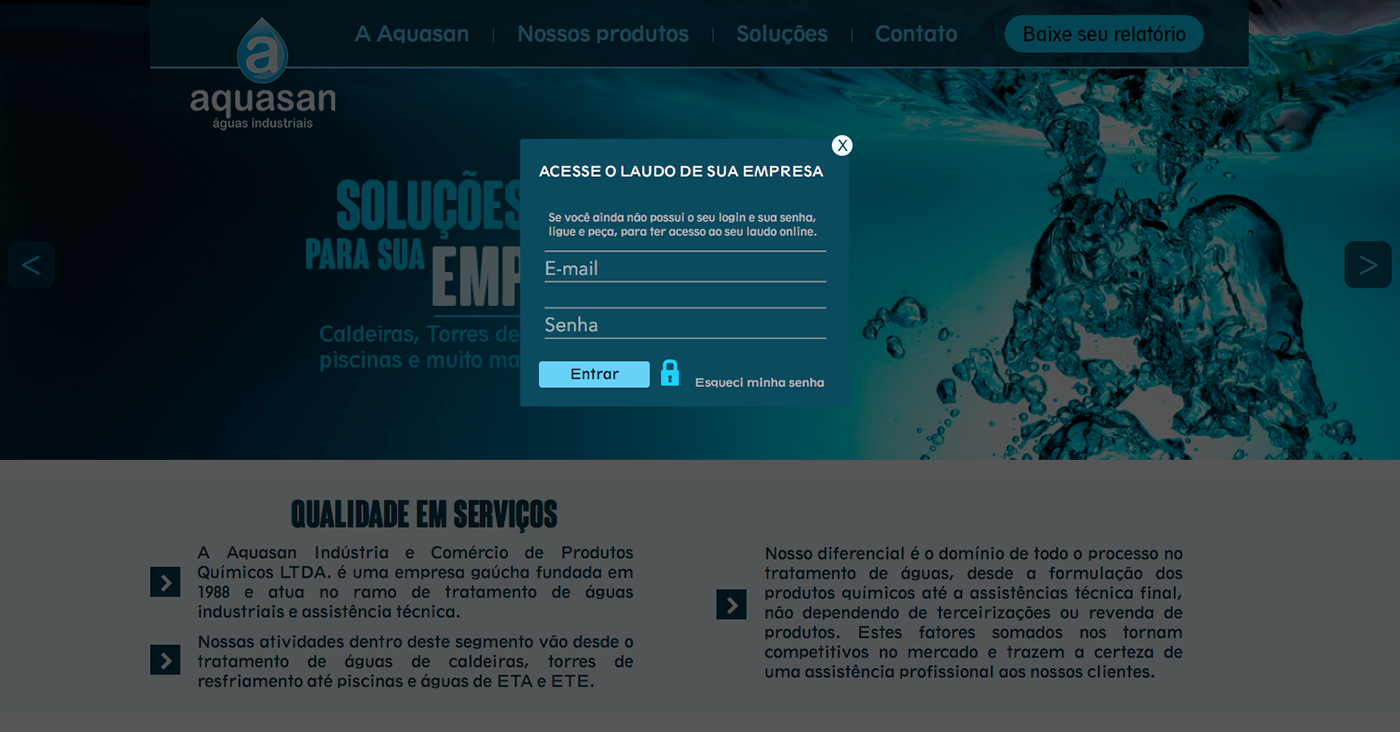 A Aquasan | Nossos produtos | Soluções | Contato
Baixe seu relatório
a
aquasan
águas industriais
X
ACESSE O LAUDO DE SUA EMPRESA
Se você ainda não possui o seu login e sua senha,
ligue e peça, para ter acesso ao seu laudo online.
E-mail
Senha
Entrar
Esqueci minha senha
SOLUÇÕES
PARA SUA
EMP
Caldeiras, Torres de
piscinas e muito ma
<
>
QUALIDADE EM SERVIÇOS
A Aquasan Indústria e Comércio de Produtos
Químicos LTDA. é uma empresa gaúcha fundada em
1988 e atua no ramo de tratamento de águas
industriais e assistência técnica.
Nossas atividades dentro deste segmento vão desde o
tratamento de águas de caldeiras, torres de
resfriamento até piscinas e águas de ETA e ETE.
Nosso diferencial é o domínio de todo o processo no
tratamento de águas, desde a formulação dos
produtos químicos até a assistências técnica final,
não dependendo de terceirizações ou revenda de
produtos. Estes fatores somados nos tornam
competitivos no mercado e trazem a certeza de
uma assistência profissional aos nossos clientes.